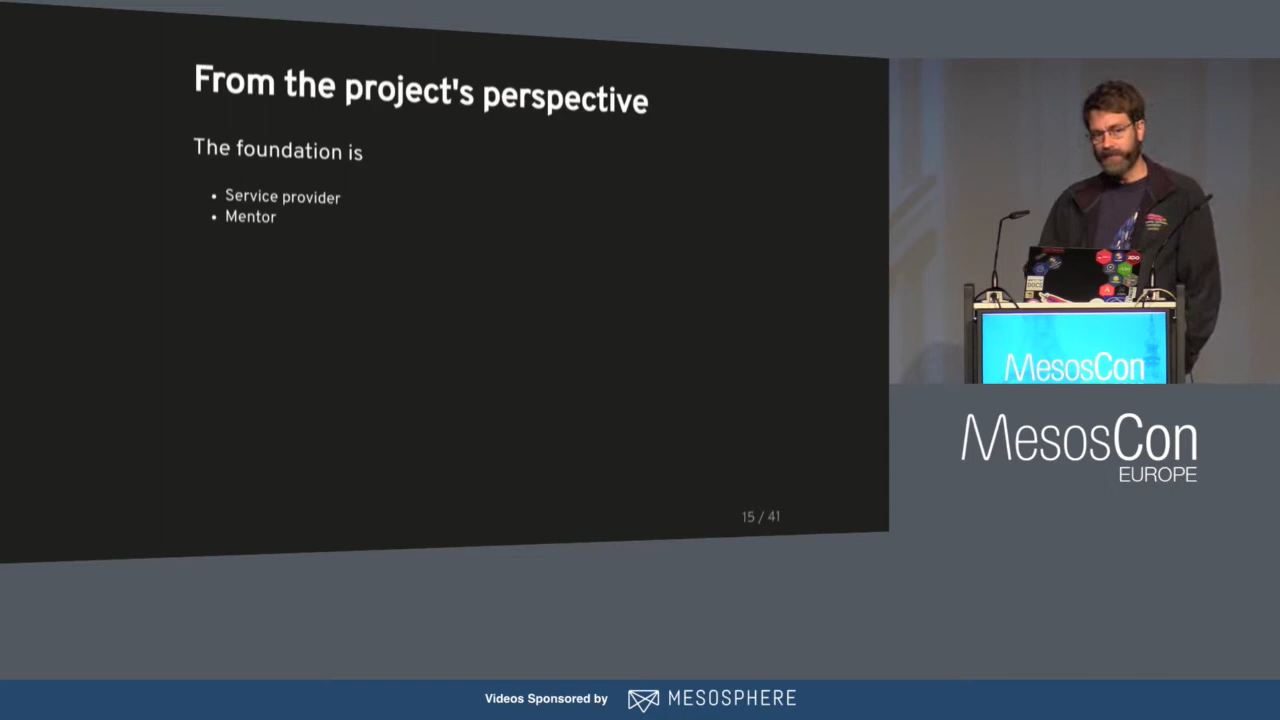 From the project's perspective
The foundation is
• Service provider
• Mentor
15 / 41
MesosCon
MesosCon
EUROPE
Videos Sponsored by
MESOSPHERE